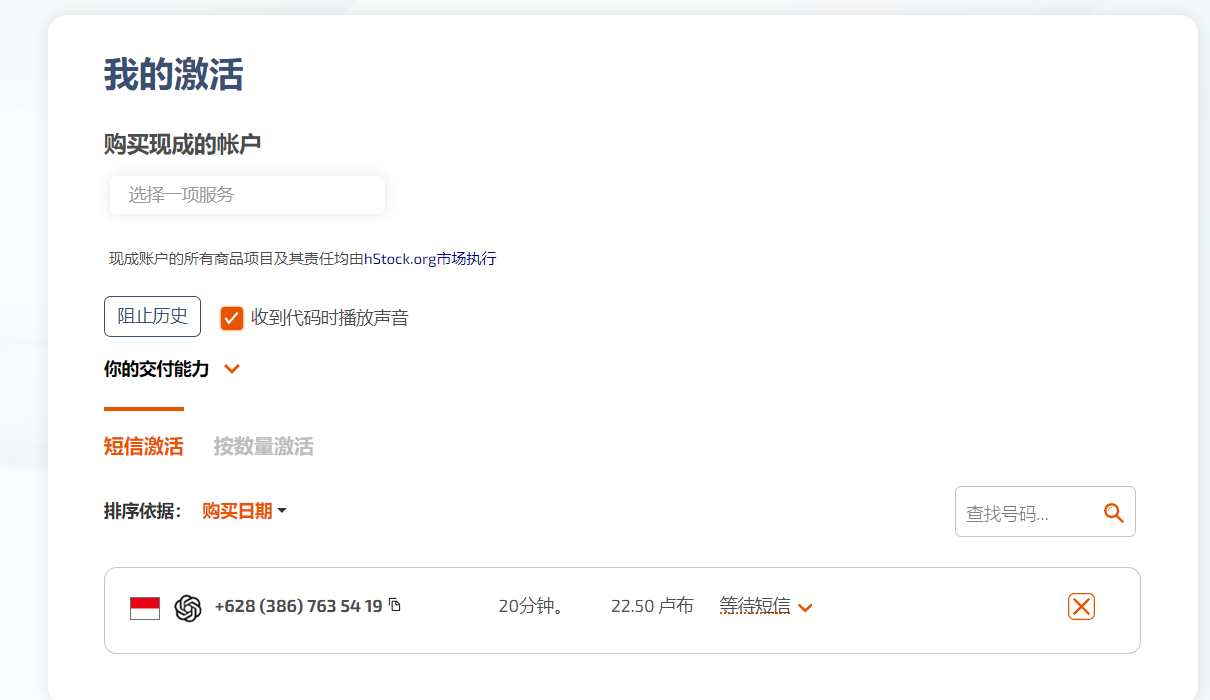 我的激活
购买现成的帐户
选择一项服务
现成账户的所有商品项目及其责任均由hStock.org市场执行
阻止历史
收到代码时播放声音
你的交付能力
短信激活 按数量激活
排序依据： 购买日期
查找号码...
+628 (386) 763 54 19 20分钟。 22.50 卢布 等待短信